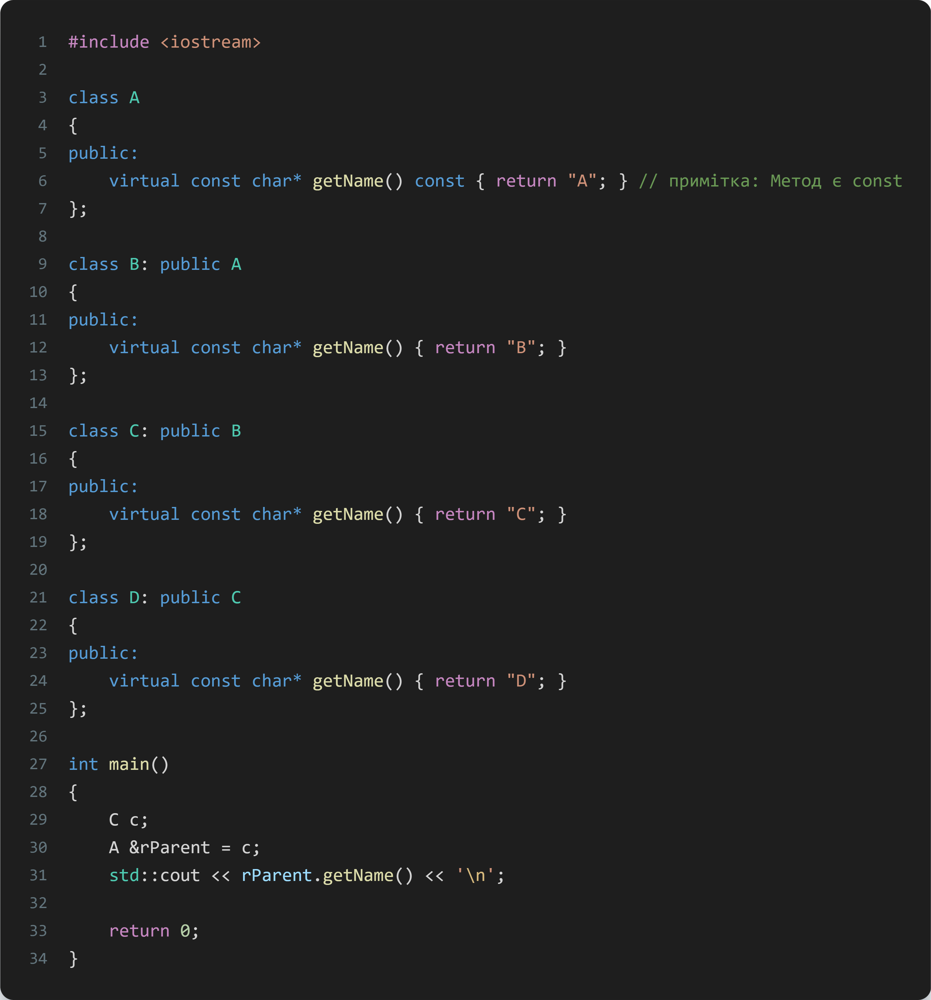 1 #include <iostream>
2
3 class A
4 {
5 public:
6     virtual const char* getName() const { return "A"; } // примітка: Метод є const
7 };
8
9 class B: public A
10 {
11 public:
12     virtual const char* getName() { return "B"; }
13 };
14
15 class C: public B
16 {
17 public:
18     virtual const char* getName() { return "C"; }
19 };
20
21 class D: public C
22 {
23 public:
24     virtual const char* getName() { return "D"; }
25 };
26
27 int main()
28 {
29     C c;
30     A &rParent = c;
31     std::cout << rParent.getName() << '\n';
32
33     return 0;
34 }